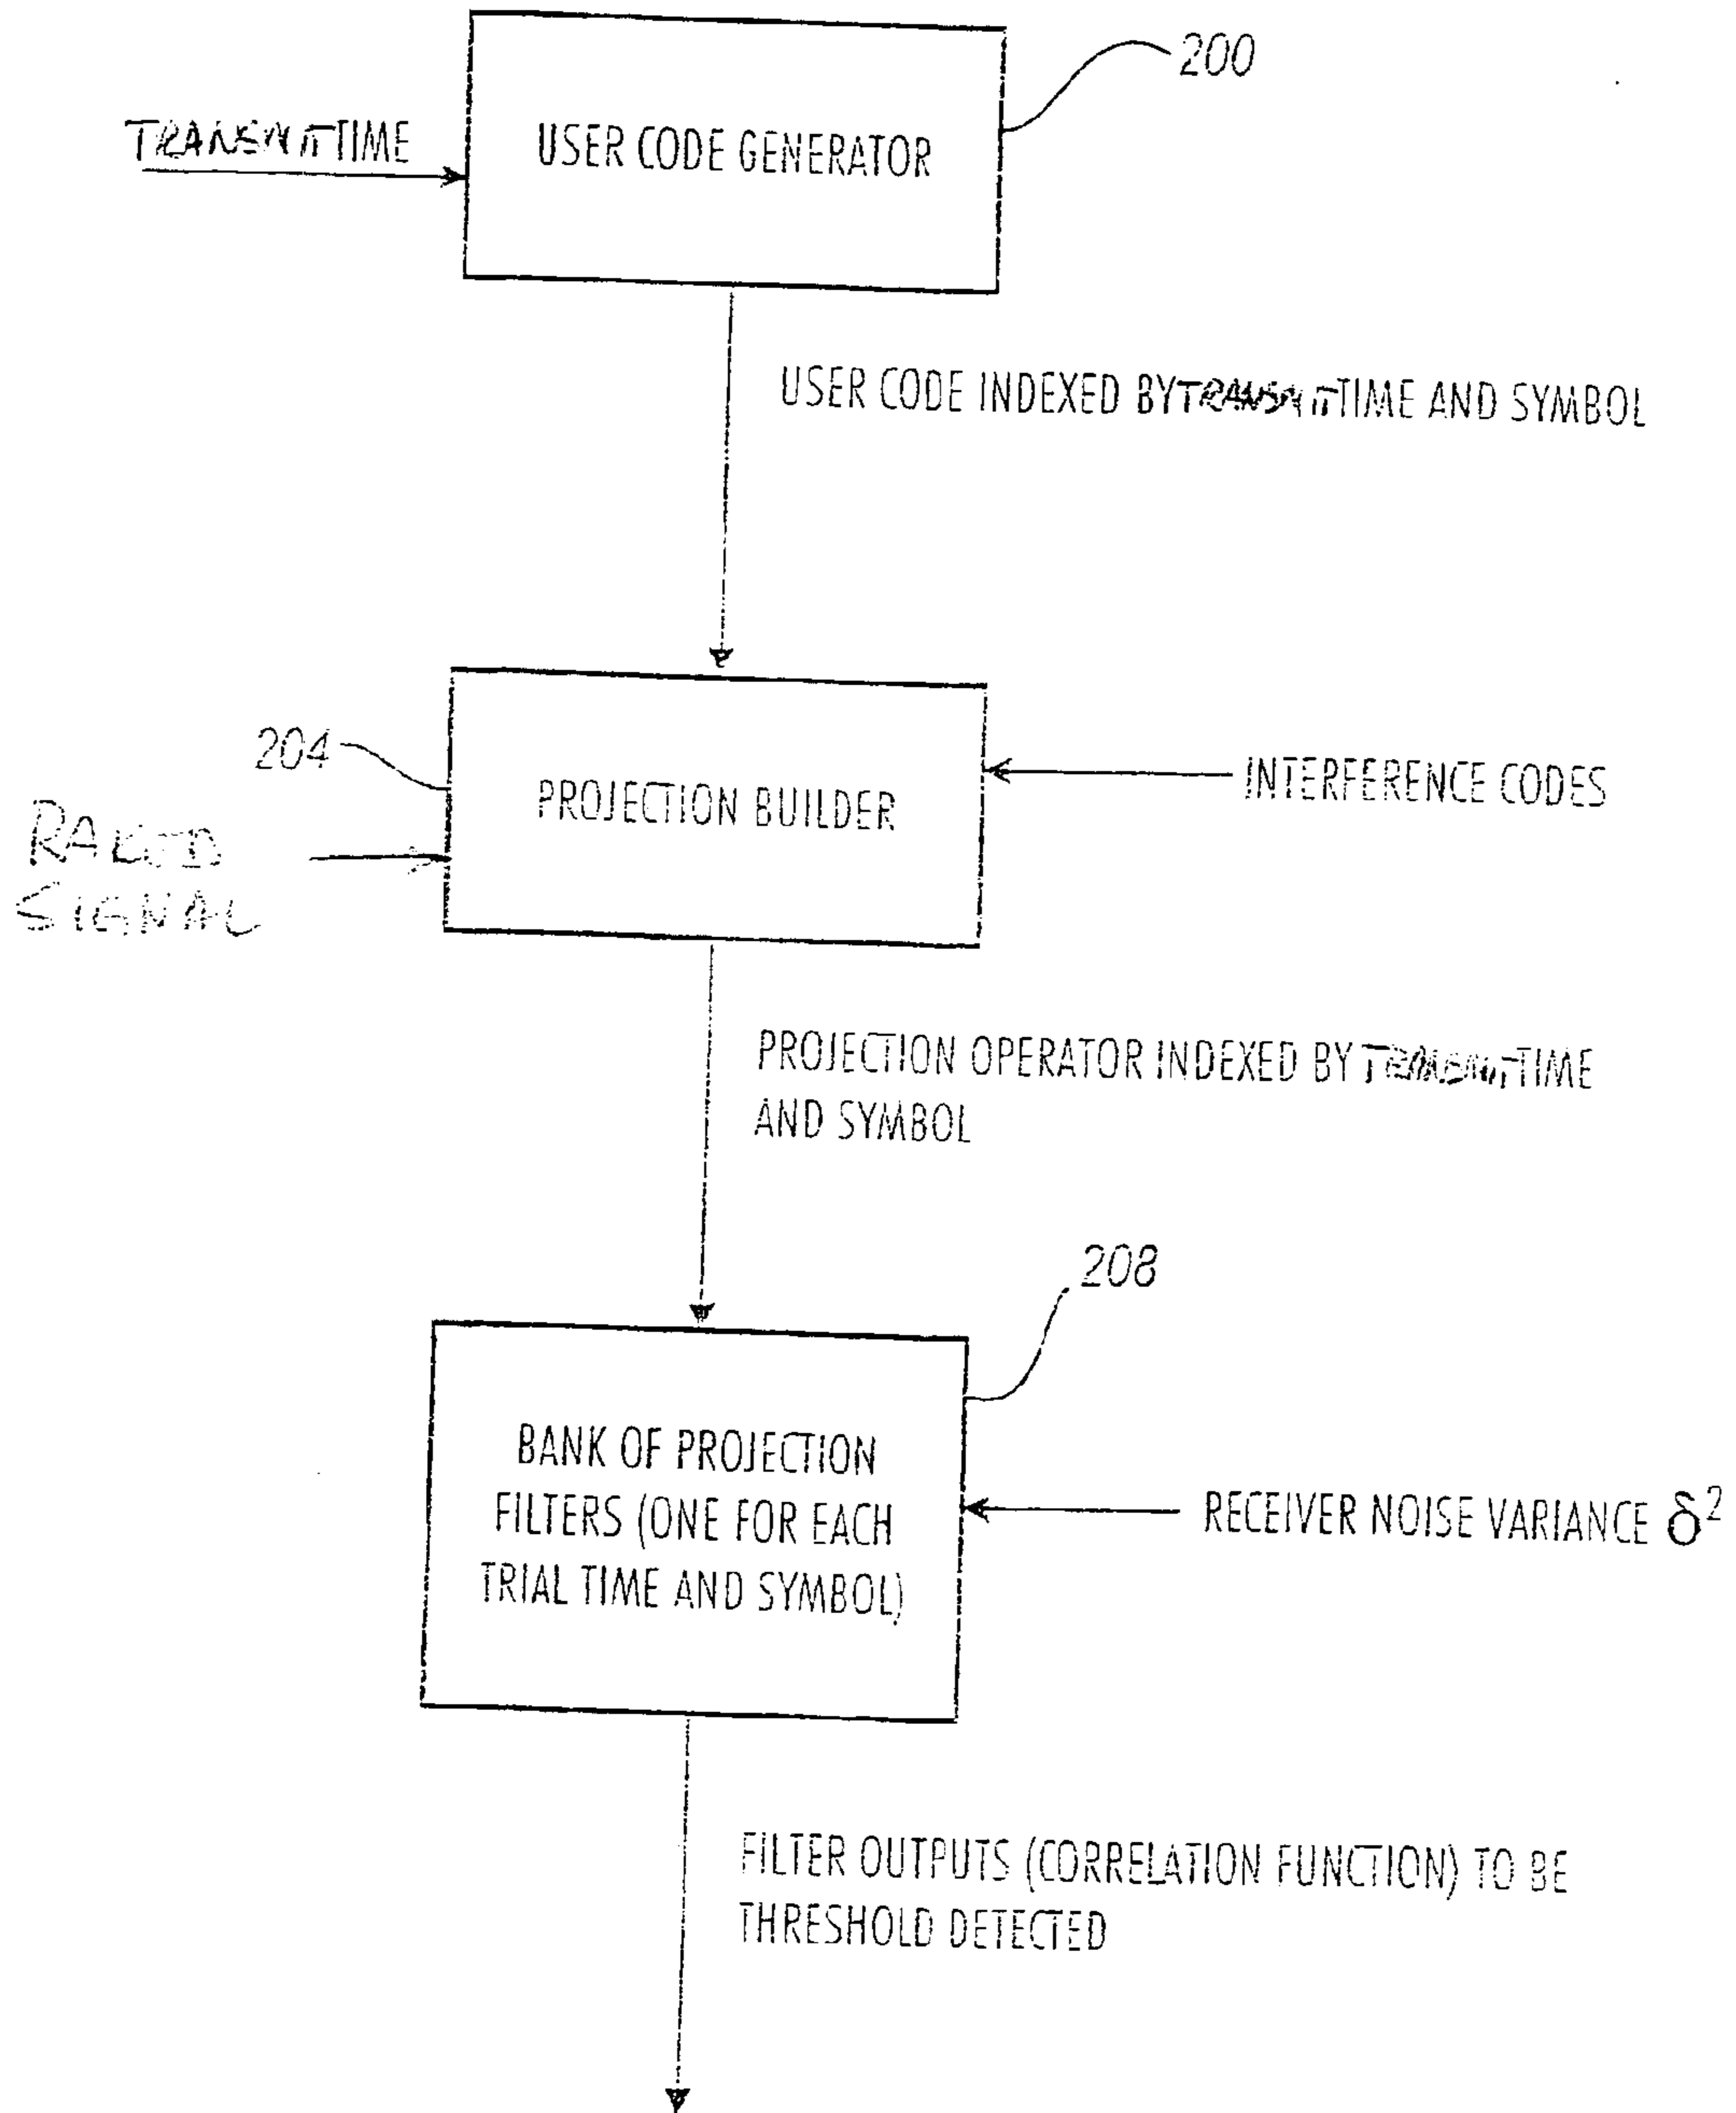 200
TRANSMIT TIME
USER CODE GENERATOR
USER CODE INDEXED BY TRANSMIT TIME AND SYMBOL
204
PROJECTION BUILDER
INTERFERENCE CODES
RAKED
SIGNAL
PROJECTION OPERATOR INDEXED BY TRANSMIT TIME
AND SYMBOL
208
BANK OF PROJECTION
FILTERS (ONE FOR EACH
TRIAL TIME AND SYMBOL)
RECEIVER NOISE VARIANCE δ²
FILTER OUTPUTS (CORRELATION FUNCTION) TO BE
THRESHOLD DETECTED